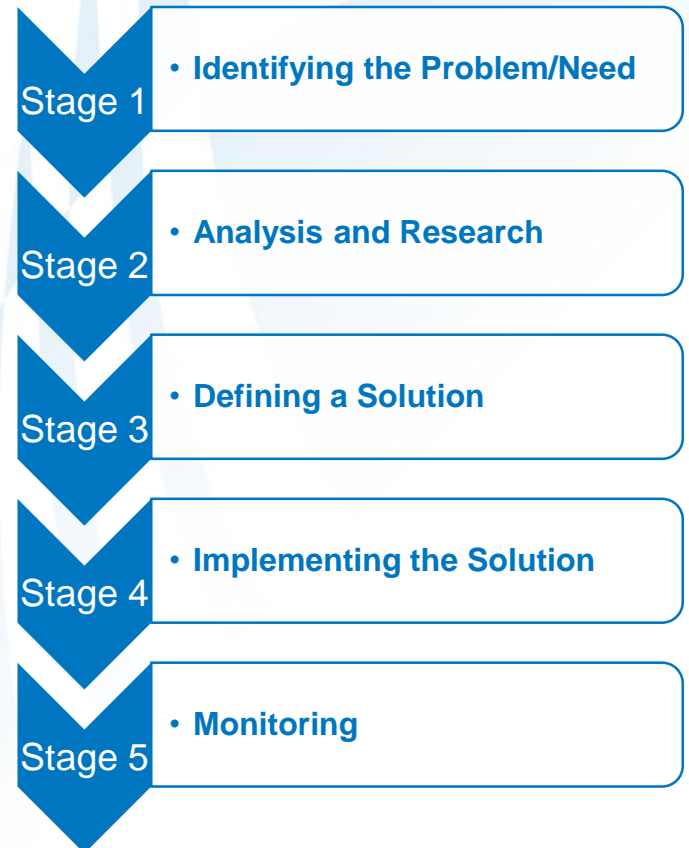 Stage 1
• Identifying the Problem/Need
Stage 2
• Analysis and Research
Stage 3
• Defining a Solution
Stage 4
• Implementing the Solution
Stage 5
• Monitoring